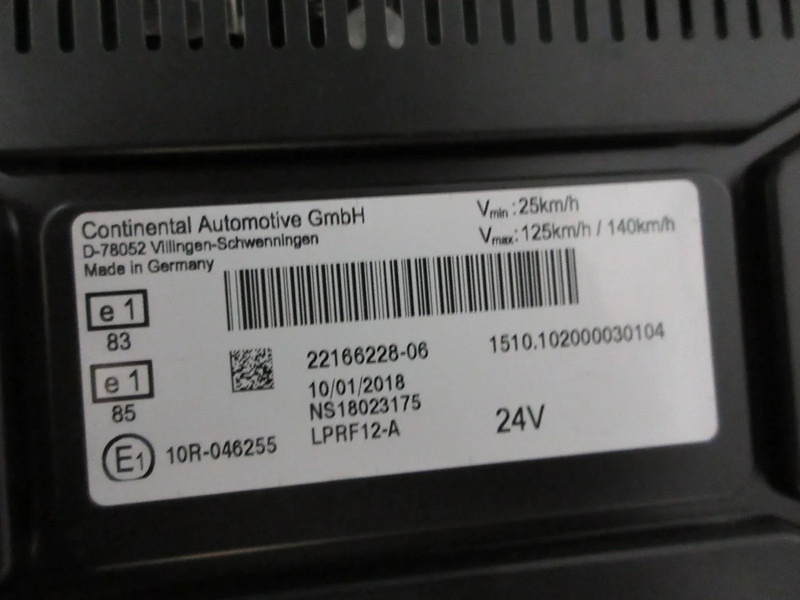 Continental Automotive GmbH
D-78052 Villingen-Schwenningen
Made in Germany
Vmin : 25km/h
Vmax : 125km/h / 140km/h
e 1
83
e 1
85
E1
10R-046255
22166228-06
10/01/2018
NS18023175
LPRF12-A
1510.102000030104
24V